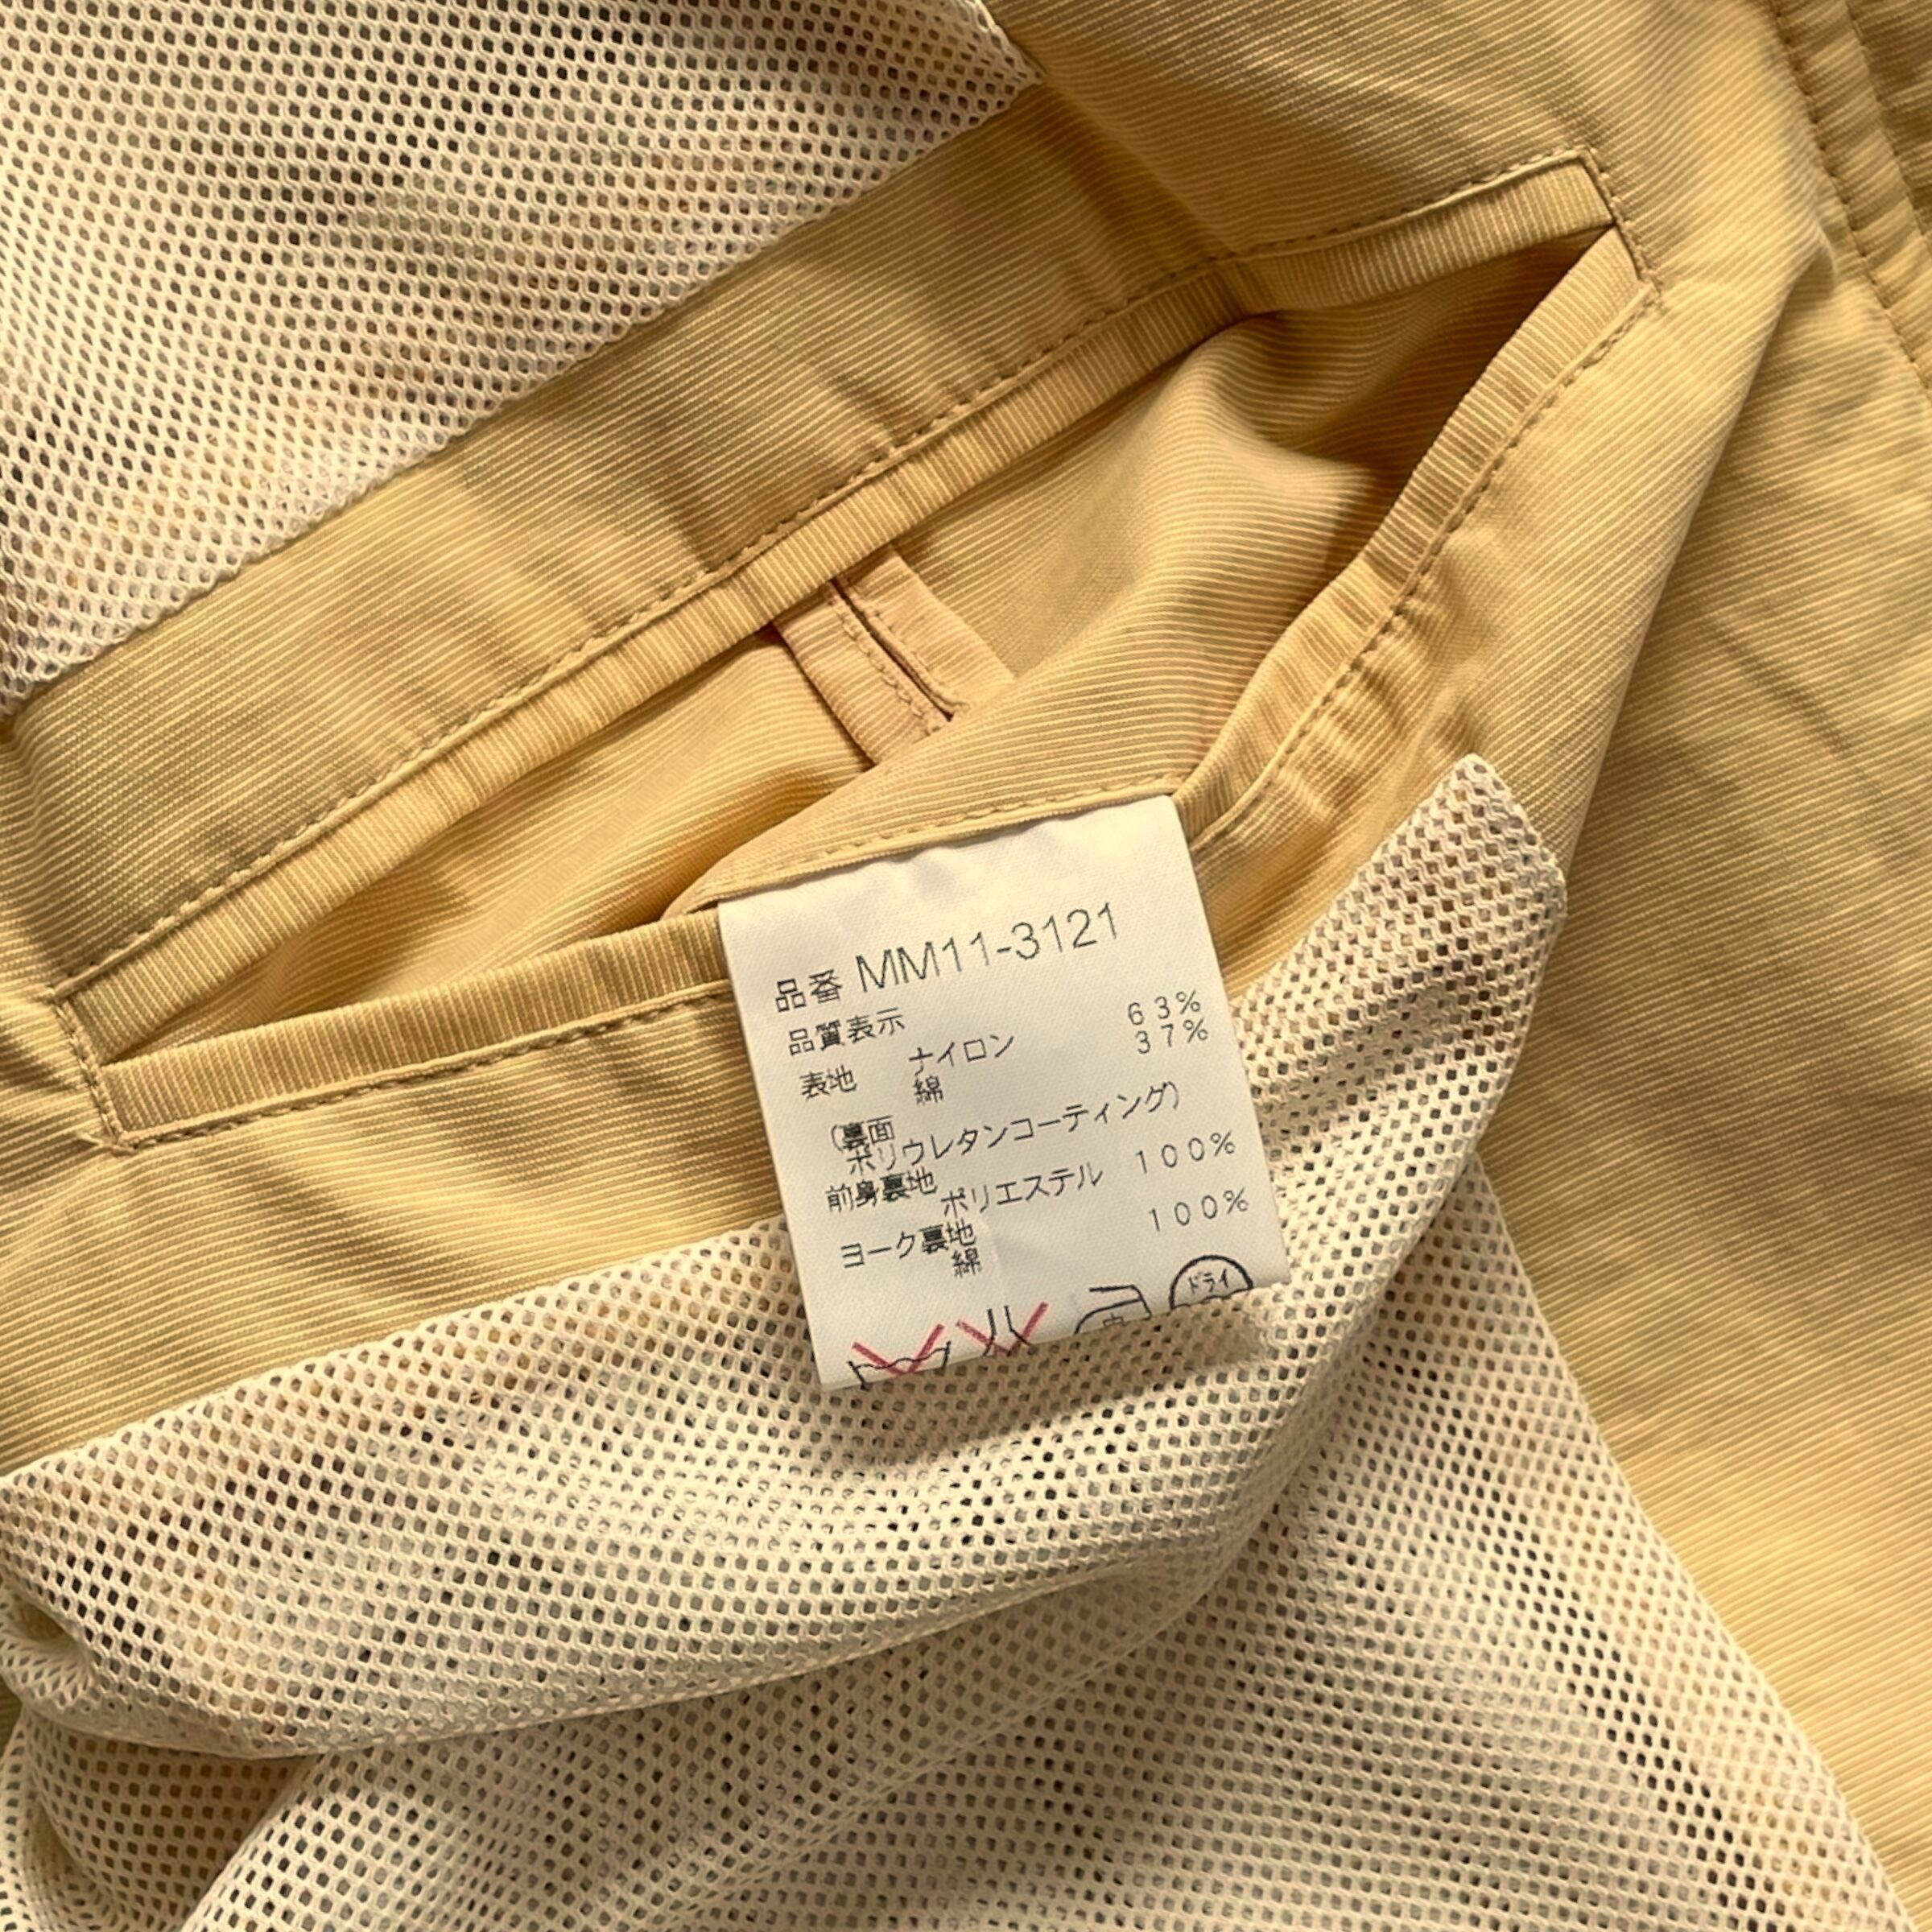 品番 MM11-3121
品質表示
表地 ナイロン 63%
綿 37%
(裏面
ポリウレタンコーティング)
前身裏地
ポリエステル 100%
ヨーク裏地
綿 100%
ドライ